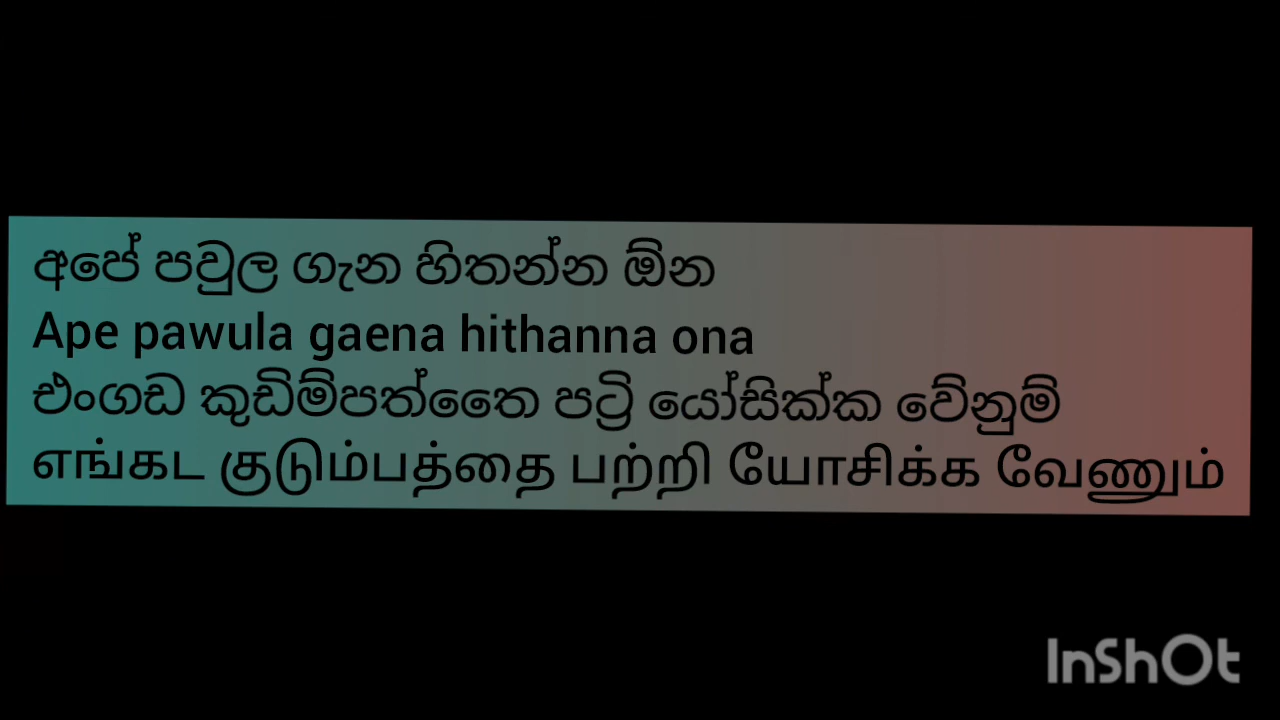 අපේ පවුල ගැන හිතන්න ඕන
Ape pawula gaena hithanna ona
එංගඩ කුඩිම්පත්තෛ පට්‍රි යෝසික්ක වේනුම්
எங்கட குடும்பத்தை பற்றி யோசிக்க வேணும்
InShOt